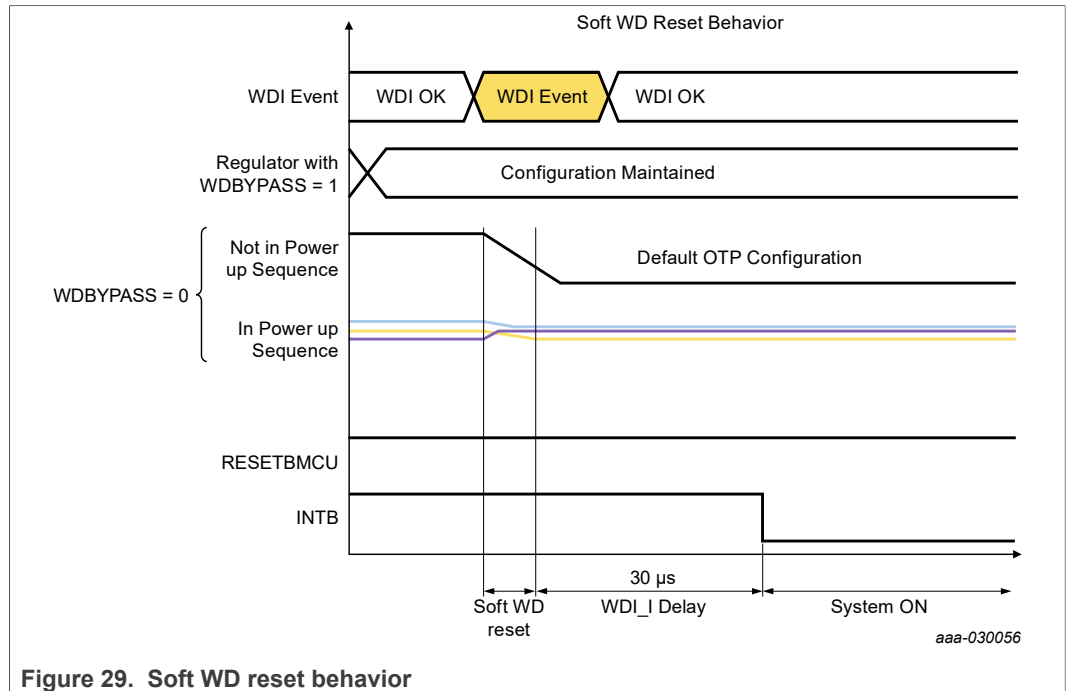 Soft WD Reset Behavior
WDI Event
WDI OK
WDI Event
WDI OK
Regulator with
WDBYPASS = 1
Configuration Maintained
WDBYPASS = 0
Not in Power
up Sequence
Default OTP Configuration
In Power up
Sequence
RESETBMCU
INTB
Soft WD
reset
30 µs
WDI_I Delay
System ON
aaa-030056
Figure 29. Soft WD reset behavior